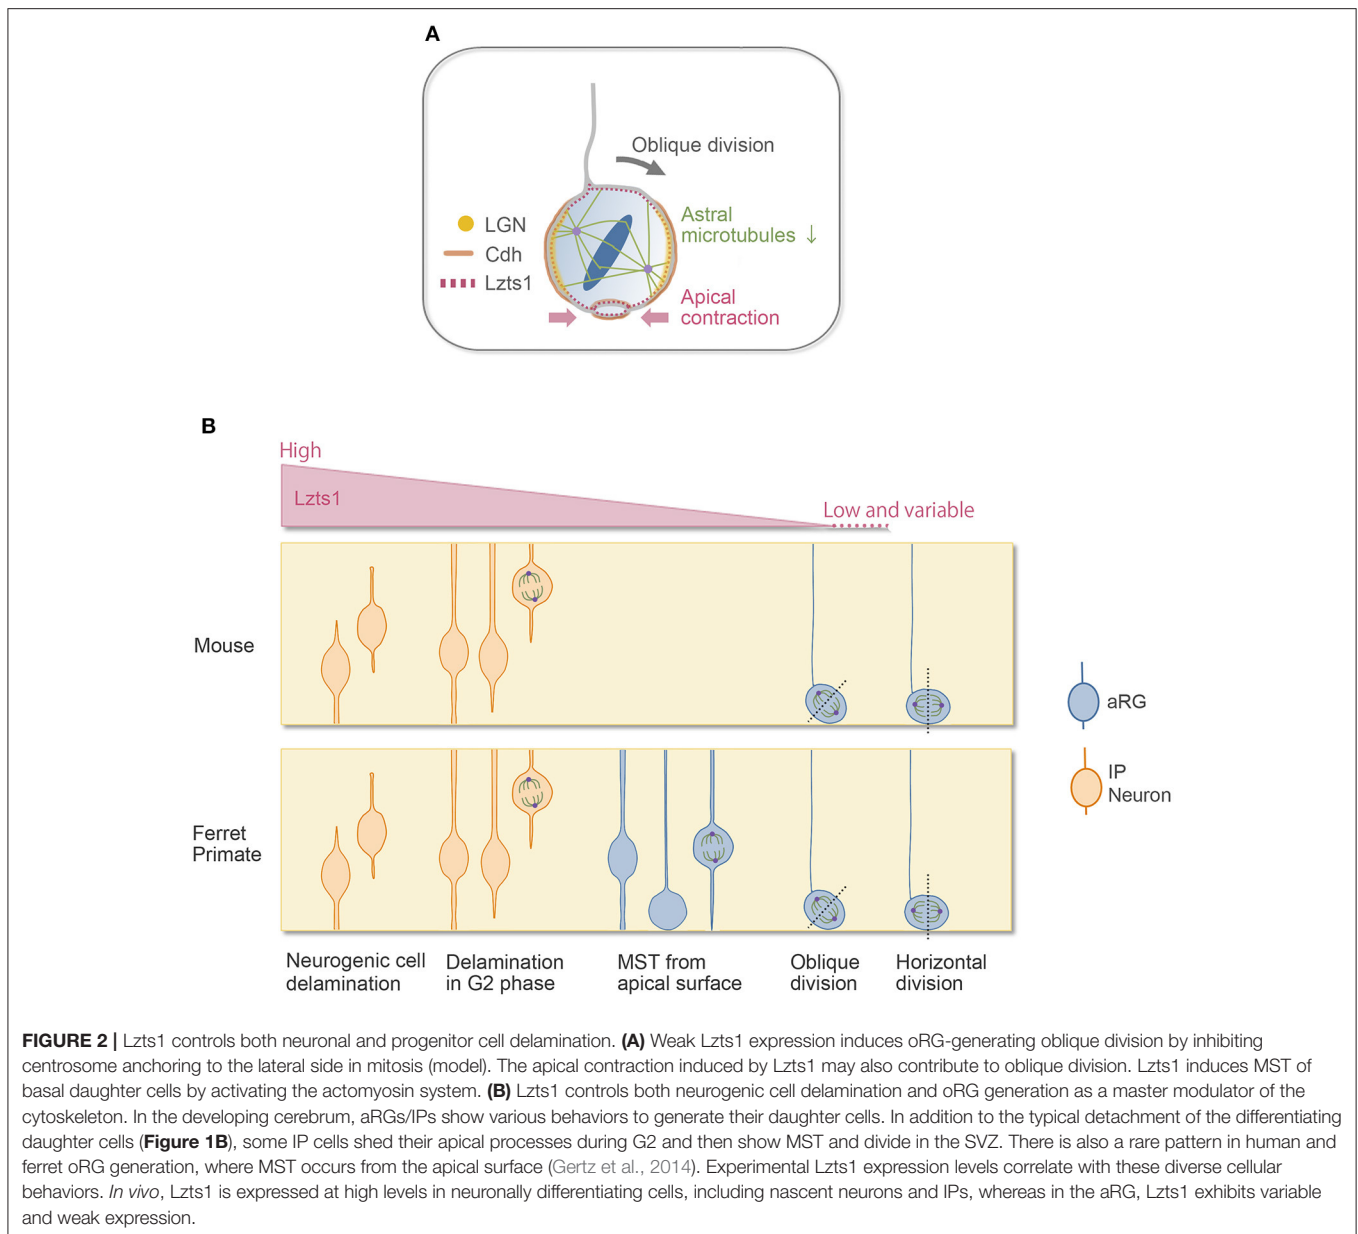 A
Oblique division
LGN
Cdh
Lzts1
Astral
microtubules ↓
Apical
contraction
B
High
Lzts1
Low and variable
Mouse
Ferret
Primate
aRG
IP
Neuron
Neurogenic cell
delamination
Delamination
in G2 phase
MST from
apical surface
Oblique
division
Horizontal
division
FIGURE 2 | Lzts1 controls both neuronal and progenitor cell delamination. (A) Weak Lzts1 expression induces oRG-generating oblique division by inhibiting
centrosome anchoring to the lateral side in mitosis (model). The apical contraction induced by Lzts1 may also contribute to oblique division. Lzts1 induces MST of
basal daughter cells by activating the actomyosin system. (B) Lzts1 controls both neurogenic cell delamination and oRG generation as a master modulator of the
cytoskeleton. In the developing cerebrum, aRGs/IPs show various behaviors to generate their daughter cells. In addition to the typical detachment of the differentiating
daughter cells (Figure 1B), some IP cells shed their apical processes during G2 and then show MST and divide in the SVZ. There is also a rare pattern in human and
ferret oRG generation, where MST occurs from the apical surface (Gertz et al., 2014). Experimental Lzts1 expression levels correlate with these diverse cellular
behaviors. In vivo, Lzts1 is expressed at high levels in neuronally differentiating cells, including nascent neurons and IPs, whereas in the aRG, Lzts1 exhibits variable
and weak expression.